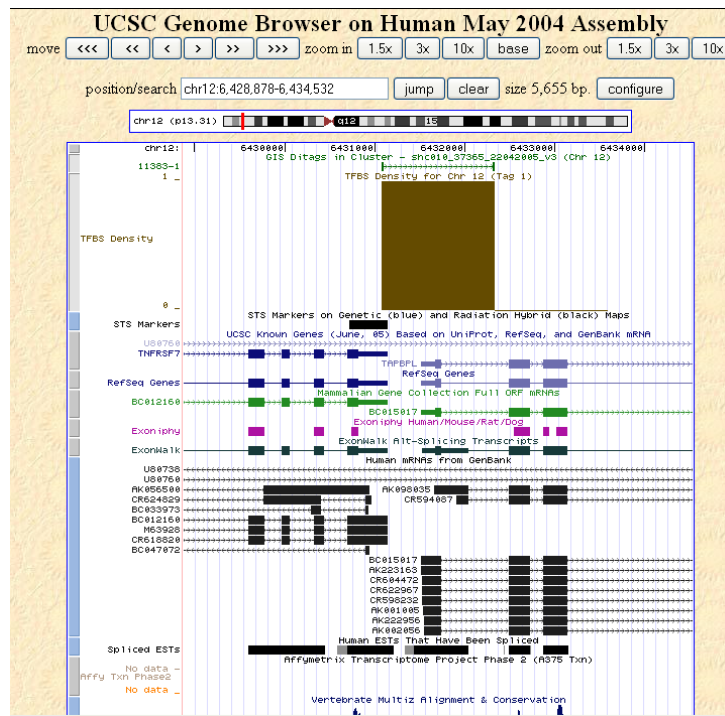 UCSC Genome Browser on Human May 2004 Assembly
move <<< << < > >> >>> zoom in 1.5x 3x 10x base zoom out 1.5x 3x 10x
position/search chr12:6,428,878-6,434,532 jump clear size 5,655 bp. configure
chr12 (p13.31) q12 15
chr12: 6430000 6431000 6432000 6433000 6434000
GIS Ditags in Cluster - shc010_37365_22042005_v3 (Chr 12)
11383-1
TFBS Density for Chr 12 (Tag 1)
1 _
TFBS Density
0 _
STS Markers on Genetic (blue) and Radiation Hybrid (black) Maps
STS Markers
UCSC Known Genes (June, 05) Based on UniProt, RefSeq, and GenBank mRNA
U80760
TNFRSF7
TAPBPL
RefSeq Genes
RefSeq Genes
Mammalian Gene Collection Full ORF mRNAs
BC012160
BC015017
Exoniphy Human/Mouse/Rat/Dog
Exoniphy
ExonWalk Alt-Splicing Transcripts
ExonWalk
Human mRNAs from GenBank
U80738
U80760
AK056500 AK098035
CR624829 CR594087
BC033973
BC012160
M63928
CR618820
BC047072
BC015017
AK223163
CR604472
CR622967
CR598232
AK001005
AK222956
AK002056
Human ESTs That Have Been Spliced
Spliced ESTs
Affymetrix Transcriptome Project Phase 2 (A375 Txn)
No data -
Affy Txn Phase2
No data -
Vertebrate Multiz Alignment & Conservation